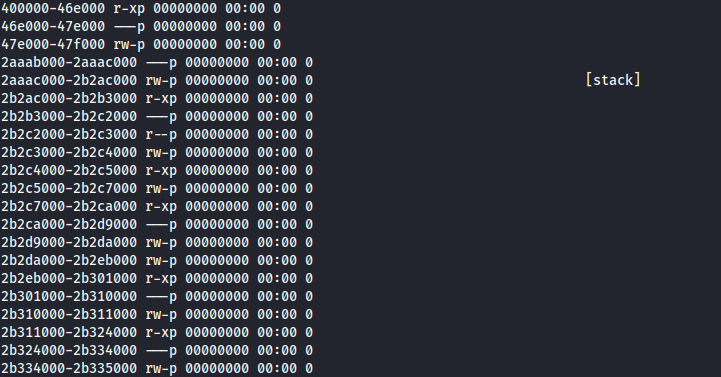 400000-46e000 r-xp 00000000 00:00 0
46e000-47e000 ---p 00000000 00:00 0
47e000-47f000 rw-p 00000000 00:00 0
2aaab000-2aaac000 ---p 00000000 00:00 0
2aaac000-2b2ac000 rw-p 00000000 00:00 0 [stack]
2b2ac000-2b2b3000 r-xp 00000000 00:00 0
2b2b3000-2b2c2000 ---p 00000000 00:00 0
2b2c2000-2b2c3000 r--p 00000000 00:00 0
2b2c3000-2b2c4000 rw-p 00000000 00:00 0
2b2c4000-2b2c5000 r-xp 00000000 00:00 0
2b2c5000-2b2c7000 rw-p 00000000 00:00 0
2b2c7000-2b2ca000 r-xp 00000000 00:00 0
2b2ca000-2b2d9000 ---p 00000000 00:00 0
2b2d9000-2b2da000 rw-p 00000000 00:00 0
2b2da000-2b2eb000 rw-p 00000000 00:00 0
2b2eb000-2b301000 r-xp 00000000 00:00 0
2b301000-2b310000 ---p 00000000 00:00 0
2b310000-2b311000 rw-p 00000000 00:00 0
2b311000-2b324000 r-xp 00000000 00:00 0
2b324000-2b334000 ---p 00000000 00:00 0
2b334000-2b335000 rw-p 00000000 00:00 0